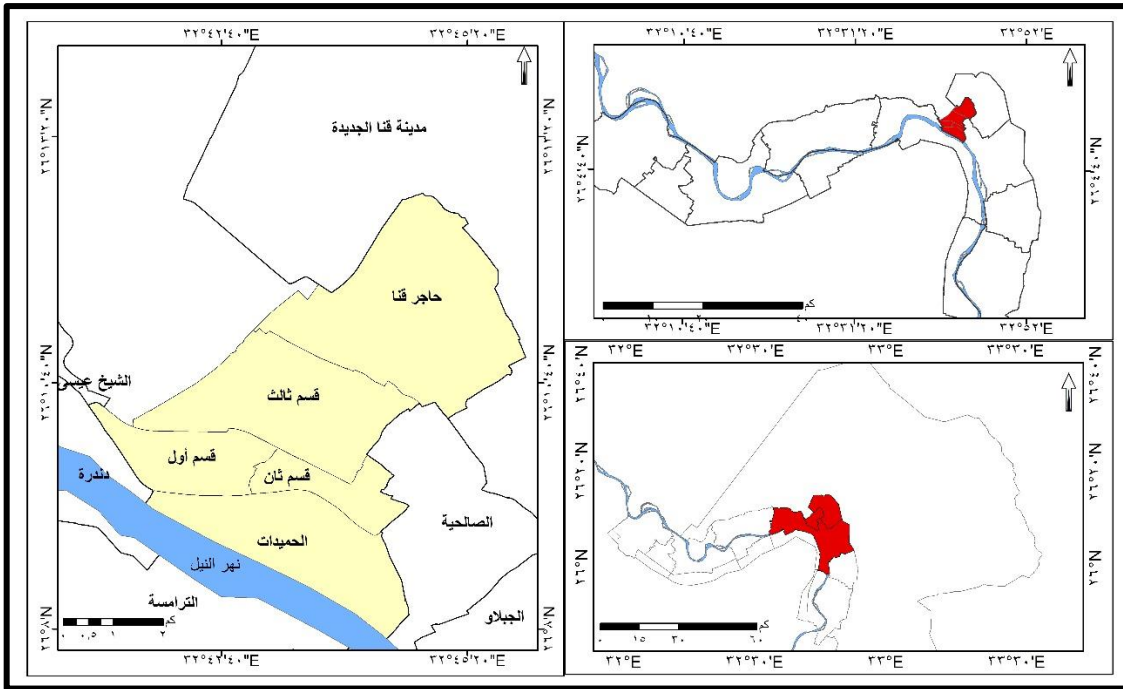 ٣٢°٤٢'٤٠"E
٣٢°٤٥'٢٠"E
مدينة قنا الجديدة
حاجر قنا
الشيخ عيسى
قسم ثالث
قسم أول
قسم ثان
دندرة
الصالحية
الحميدات
نهر النيل
الترامسة
الجبلاو
كم
٠ ٠,٥ ١ ٢
٣٢°٤٢'٤٠"E
٣٢°٤٥'٢٠"E
٣٢°١٠'٤٠"E
٣٢°٣١'٢٠"E
٣٢°٥٢'E
كم
٣٢°١٠'٤٠"E
٣٢°٣١'٢٠"E
٣٢°٥٢'E
٣٢°E
٣٢°٣٠'E
٣٣°E
٣٣°٣٠'E
كم
٠ ١٥ ٣٠ ٦٠
٣٢°E
٣٢°٣٠'E
٣٣°E
٣٣°٣٠'E